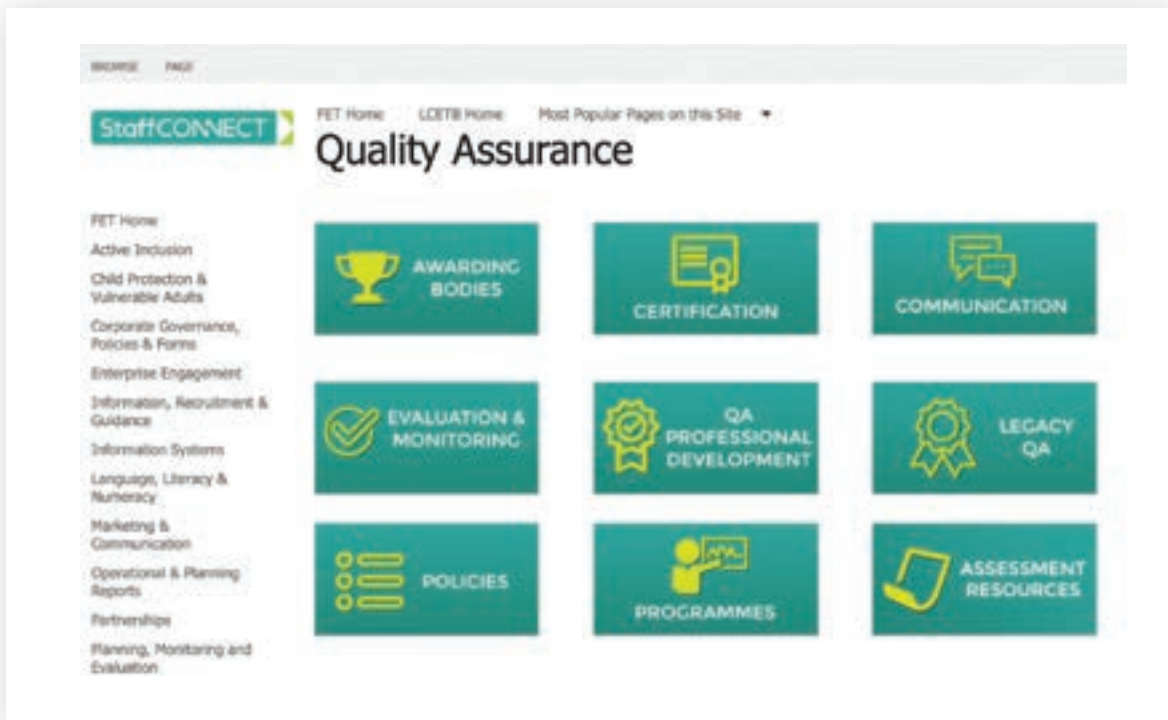 BROWSE PAGE
StaffCONNECT
FET Home LCETB Home Most Popular Pages on this Site
Quality Assurance
FET Home
Active Inclusion
Child Protection &
Vulnerable Adults
Corporate Governance,
Policies & Forms
Enterprise Engagement
Information, Recruitment &
Guidance
Information Systems
Language, Literacy &
Numeracy
Marketing &
Communication
Operational & Planning
Reports
Partnerships
Planning, Monitoring and
Evaluation
AWARDING
BODIES
CERTIFICATION
COMMUNICATION
EVALUATION &
MONITORING
QA
PROFESSIONAL
DEVELOPMENT
LEGACY
QA
POLICIES
PROGRAMMES
ASSESSMENT
RESOURCES